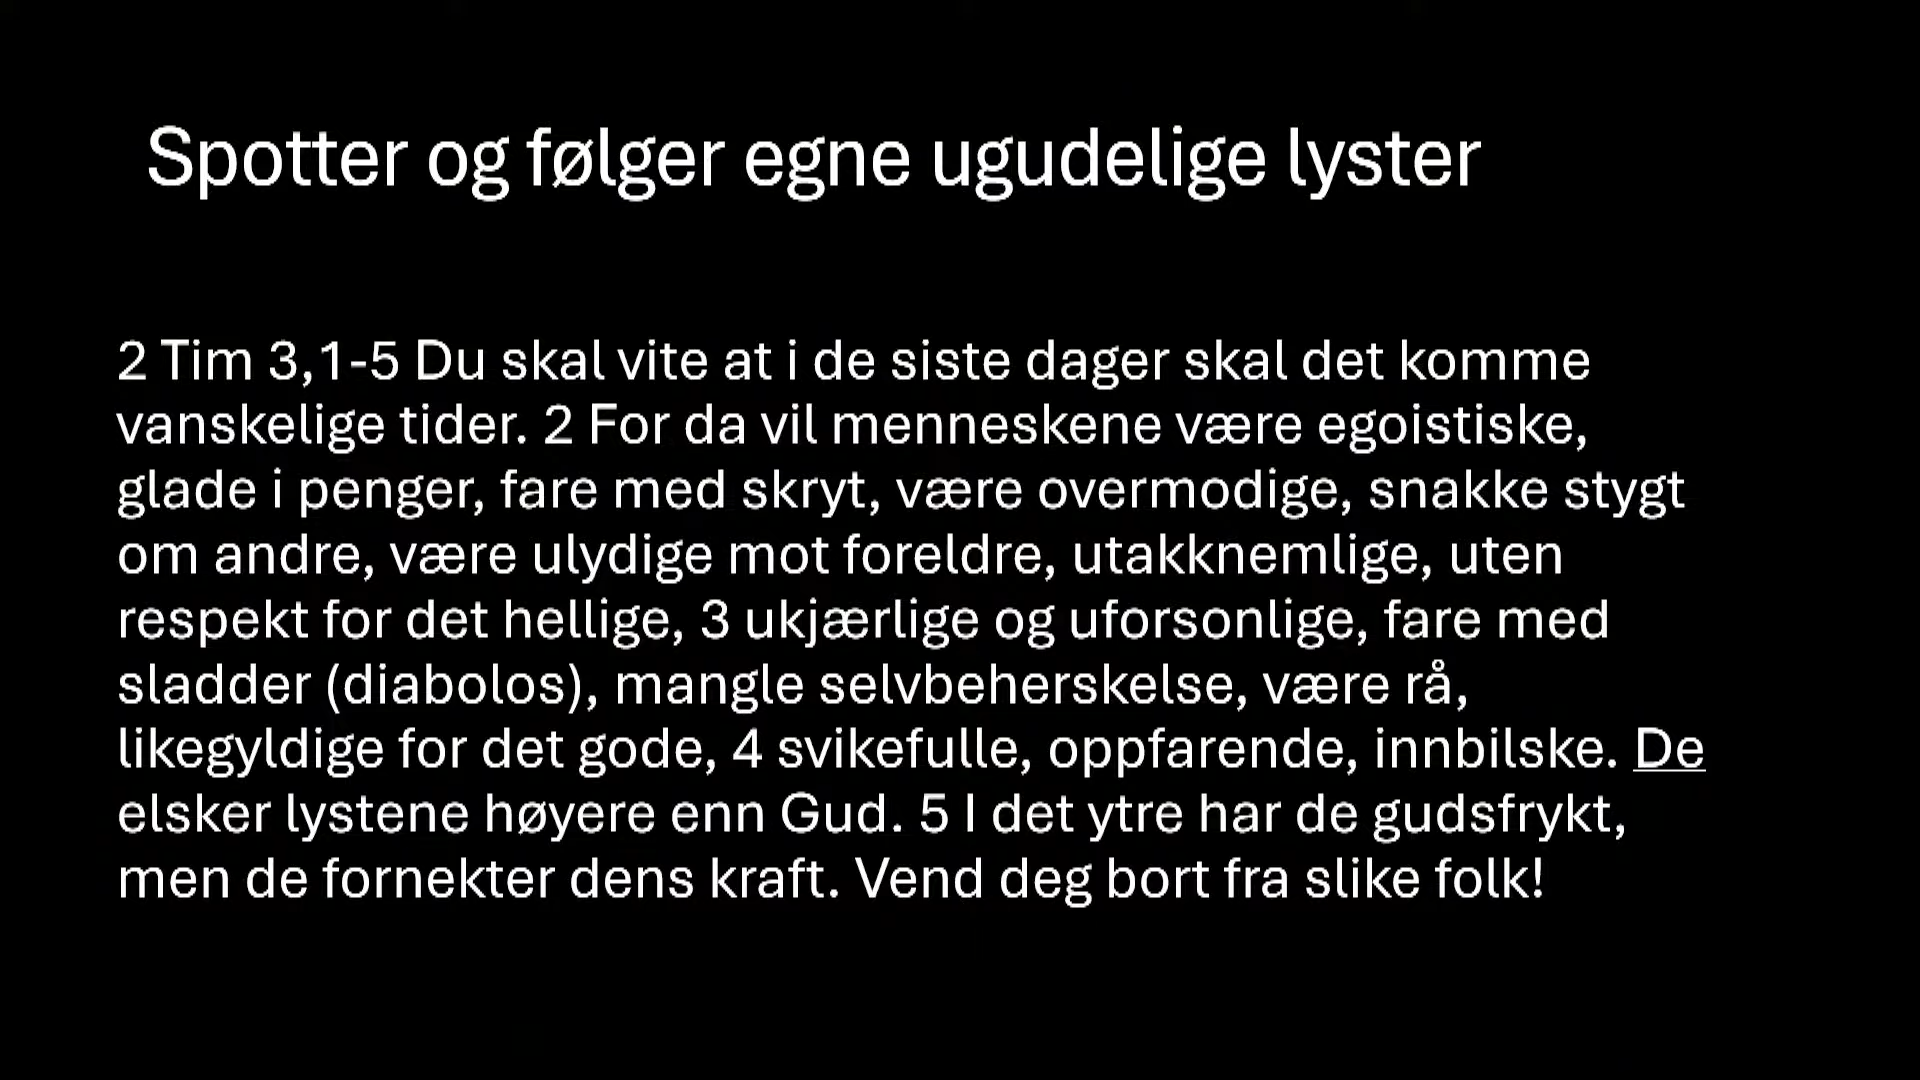 Spotter og følger egne ugudelige lyster
2 Tim 3,1-5 Du skal vite at i de siste dager skal det komme
vanskelige tider. 2 For da vil menneskene være egoistiske,
glade i penger, fare med skryt, være overmodige, snakke stygt
om andre, være ulydige mot foreldre, utakknemlige, uten
respekt for det hellige, 3 ukjærlige og uforsonlige, fare med
sladder (diabolos), mangle selvbeherskelse, være rå,
likegyldige for det gode, 4 svikefulle, oppfarende, innbilske. De
elsker lystene høyere enn Gud. 5 I det ytre har de gudsfrykt,
men de fornekter dens kraft. Vend deg bort fra slike folk!